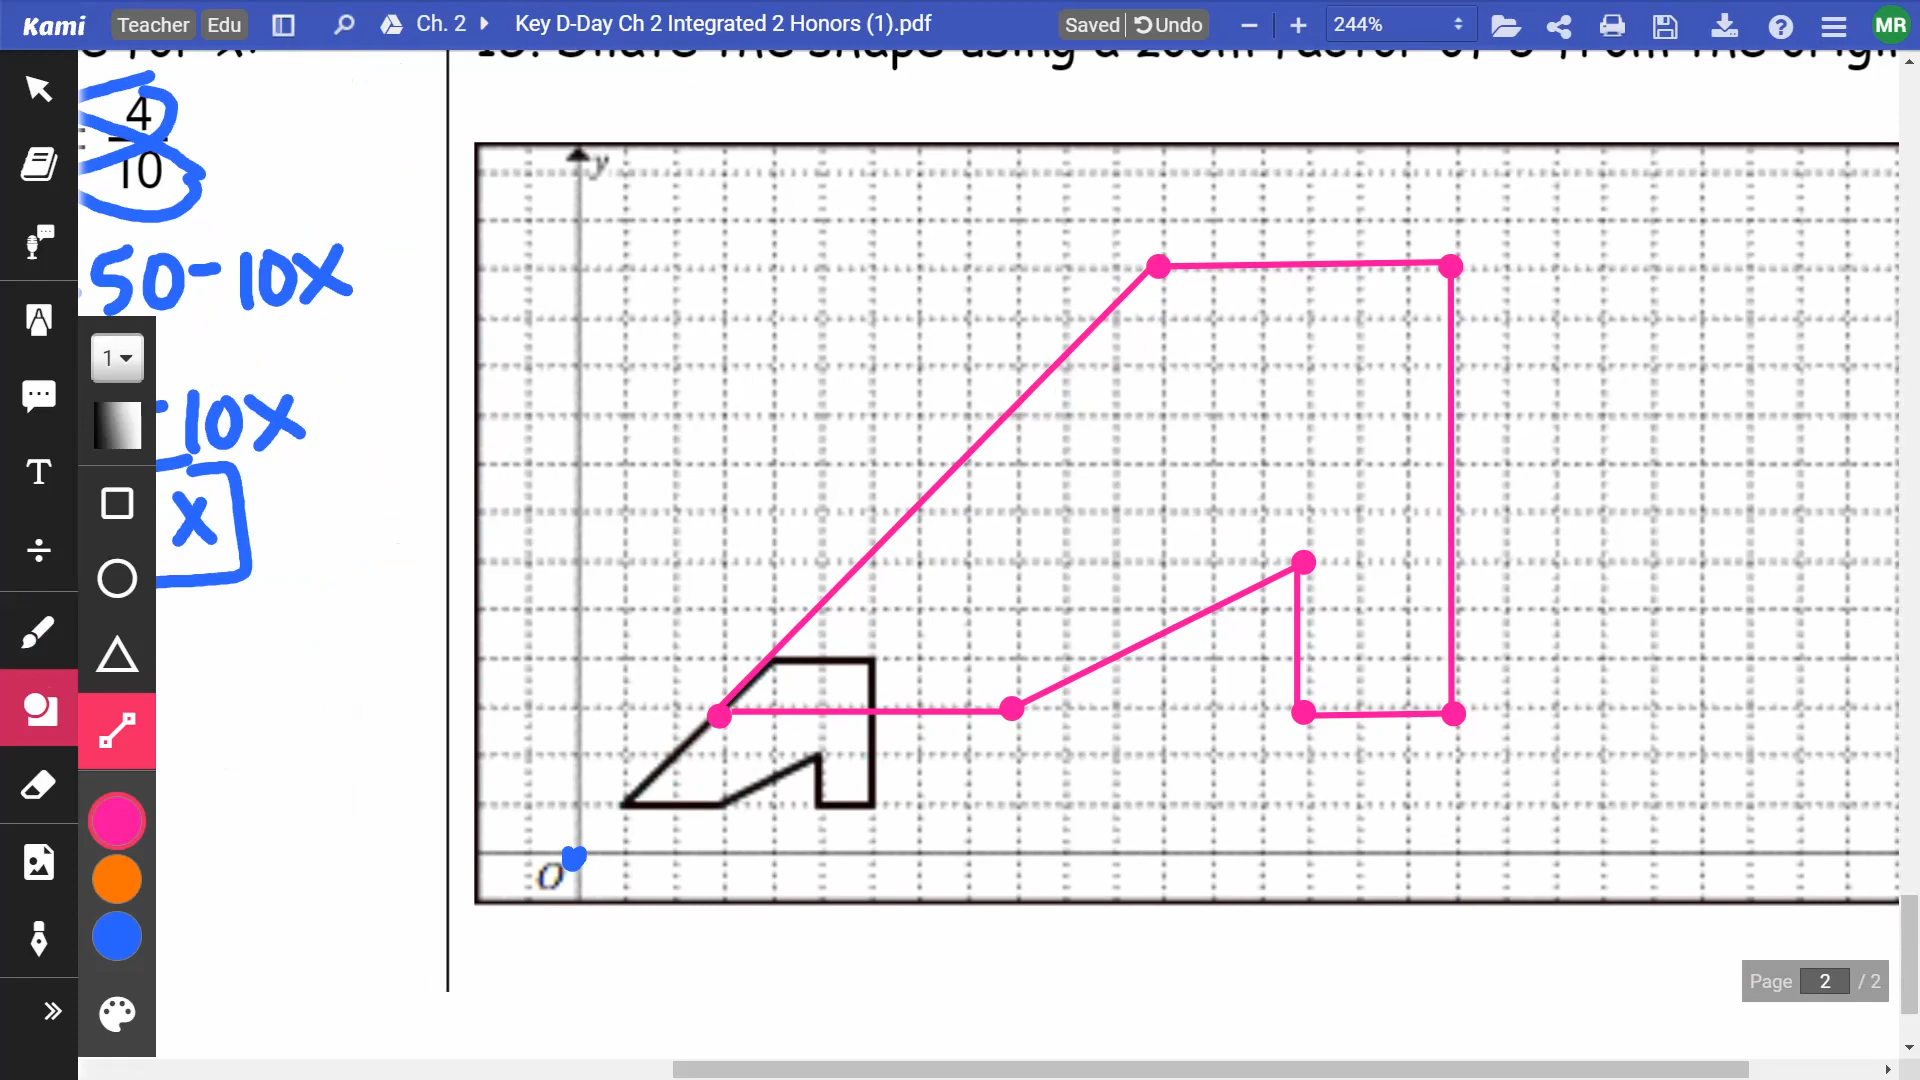 Kami Teacher Edu Ch. 2 Key D-Day Ch 2 Integrated 2 Honors (1).pdf Saved Undo 244% MR
4
10
50-10X
1
-10X
X
y
O
T
Page 2 / 2